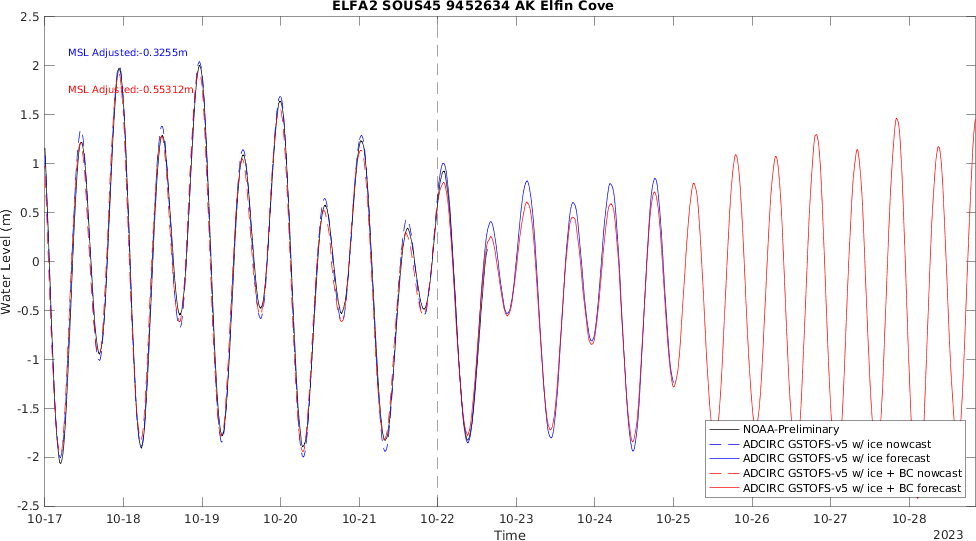 ELFA2 SOUS45 9452634 AK Elfin Cove
MSL Adjusted:-0.3255m
MSL Adjusted:-0.55312m
Water Level (m)
2.5
2
1.5
1
0.5
0
-0.5
-1
-1.5
-2
-2.5
NOAA-Preliminary
ADCIRC GSTOFS-v5 w/ ice nowcast
ADCIRC GSTOFS-v5 w/ ice forecast
ADCIRC GSTOFS-v5 w/ ice + BC nowcast
ADCIRC GSTOFS-v5 w/ ice + BC forecast
10-17 10-18 10-19 10-20 10-21 10-22 10-23 10-24 10-25 10-26 10-27 10-28
Time
2023